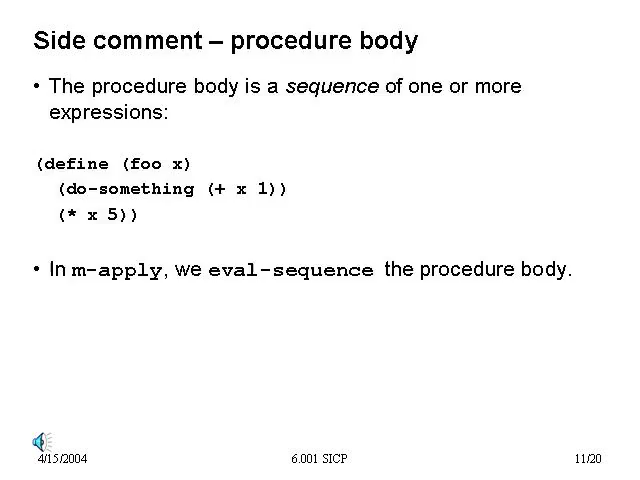 Side comment – procedure body
• The procedure body is a sequence of one or more
expressions:
(define (foo x)
(do-something (+ x 1))
(* x 5))
• In m-apply, we eval-sequence the procedure body.
4/15/2004
6.001 SICP
11/20